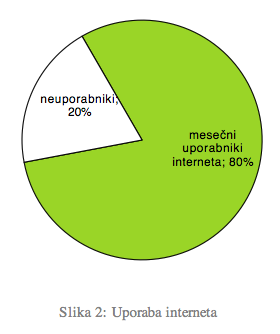 neuporabniki;
20%
mesečni
uporabniki
interneta; 80%
Slika 2: Uporaba interneta